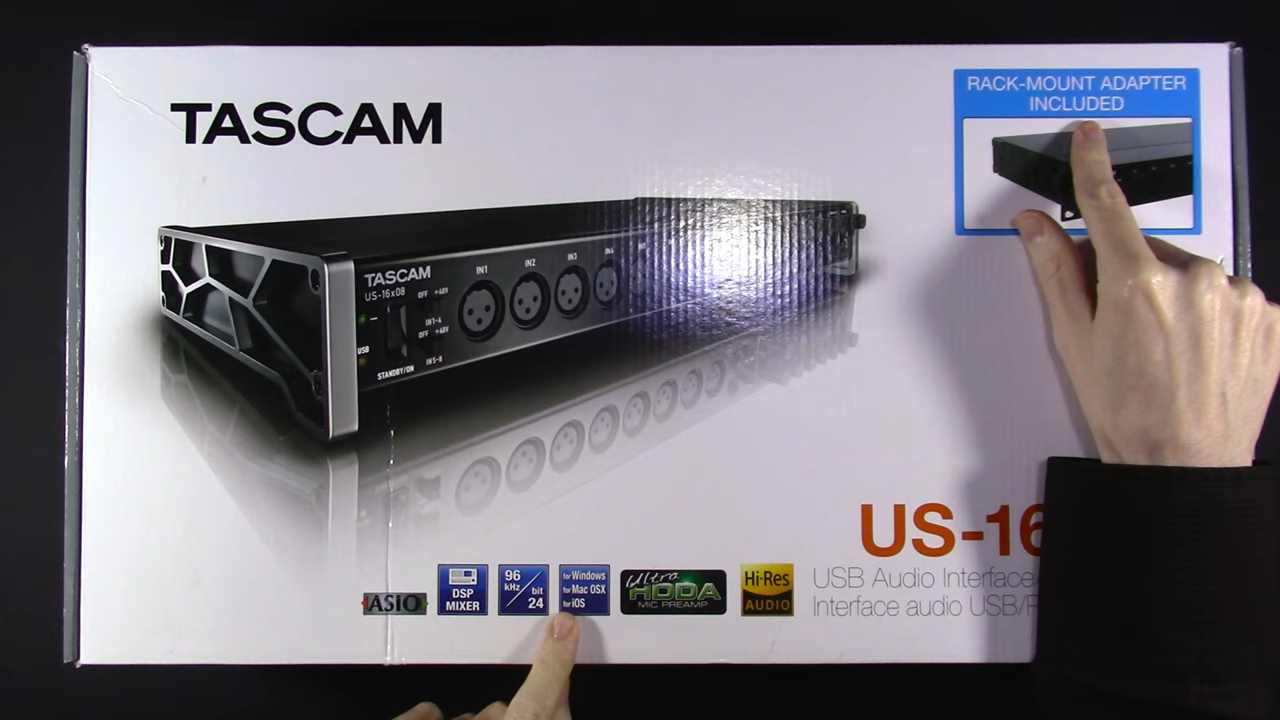 TASCAM
RACK-MOUNT ADAPTER
INCLUDED
TASCAM
US-16x08
OFF +48V
IN1-4
OFF +48V
IN5-8
USB
STANDBY/ON
IN1
IN2
IN3
IN4
US-16
ASIO
DSP
MIXER
96
kHz
bit
24
for Windows
for Mac OSX
for iOS
Ultra
HDDA
MIC PREAMP
Hi-Res
AUDIO
USB Audio Interface
Interface audio USB/